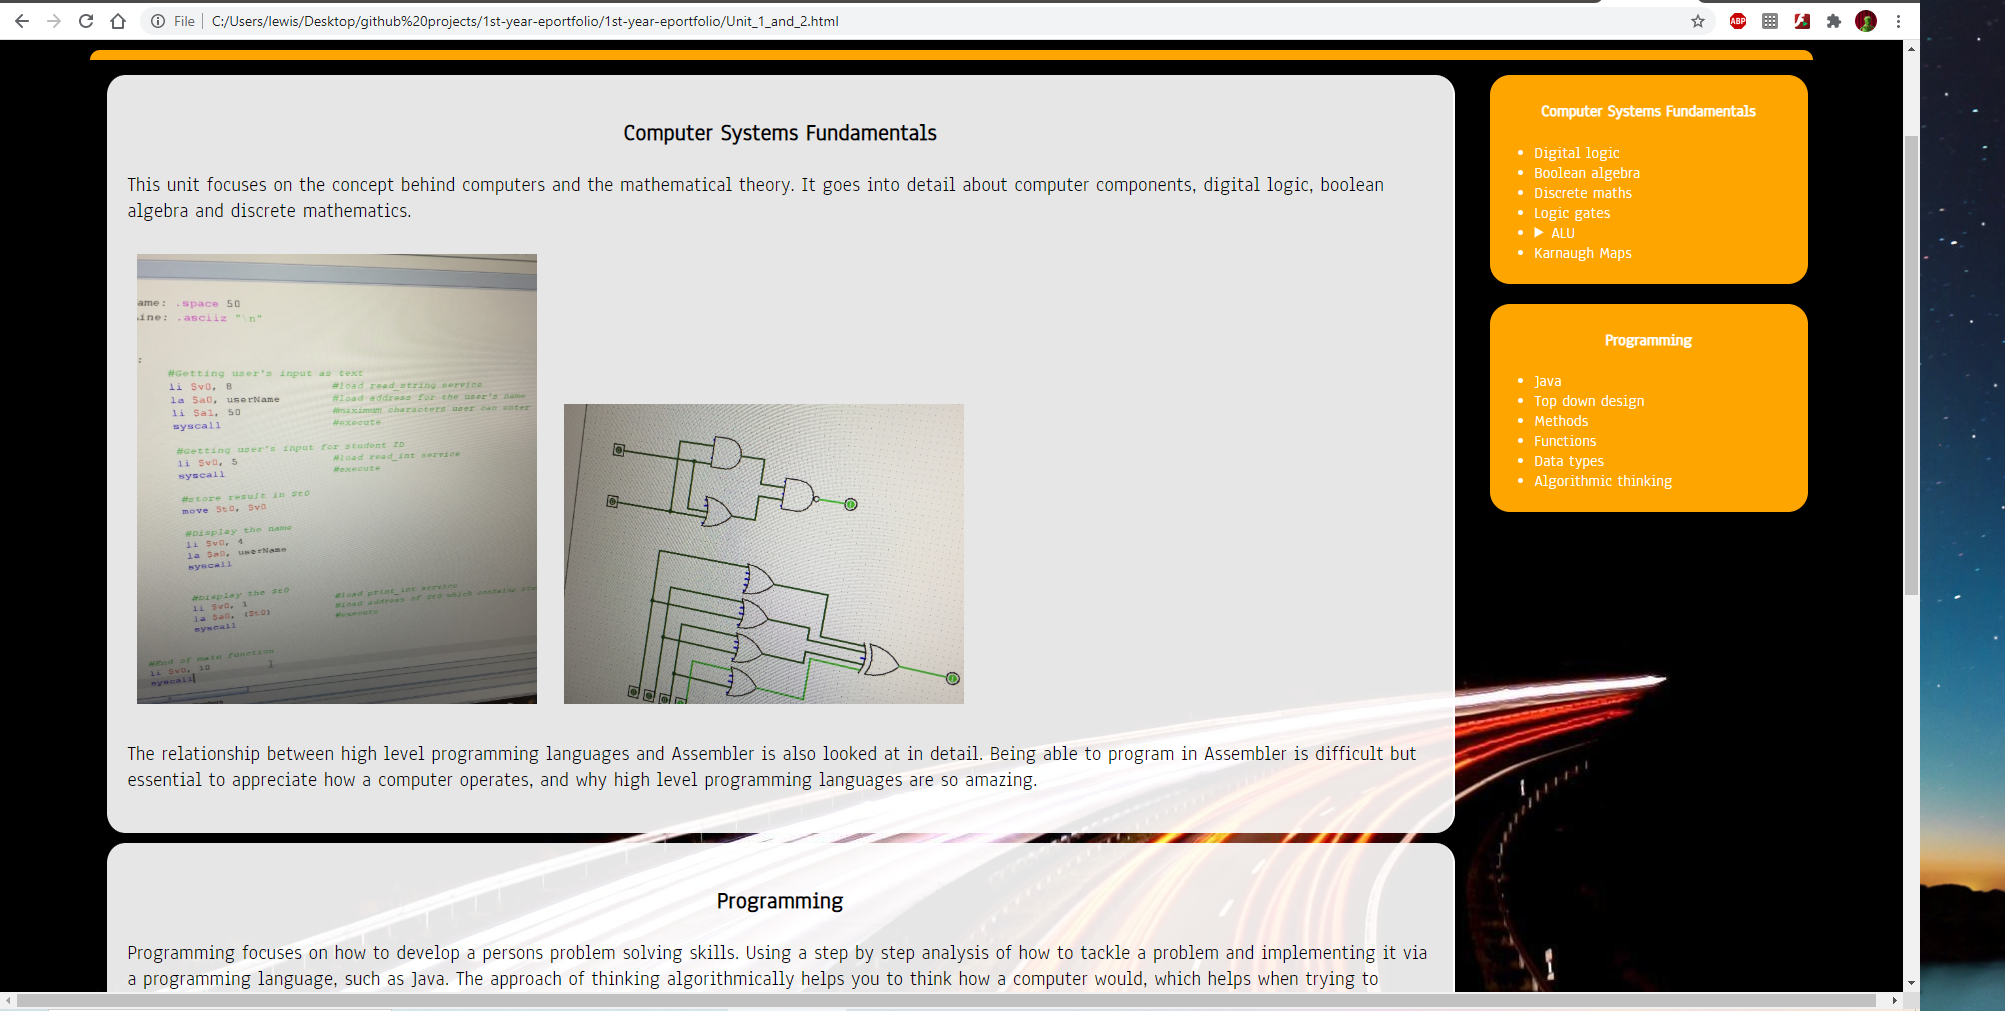 File
C:/Users/lewis/Desktop/github%20projects/1st-year-eportfolio/1st-year-eportfolio/Unit_1_and_2.html
ABP
Computer Systems Fundamentals
This unit focuses on the concept behind computers and the mathematical theory. It goes into detail about computer components, digital logic, boolean
algebra and discrete mathematics.
ame: .space 50
ine: .asciiz "\n"
:
#Getting user's input as text
li $v0, 8 #load read_string service
la $a0, userName #load address for the user's name
li $a1, 50 #maximum characters user can enter
syscall #execute
#Getting user's input for student ID
li $v0, 5 #load read_int service
syscall #execute
#store result in $t0
move $t0, $v0
#Display the name
li $v0, 4
la $a0, userName
syscall
#Display the $t0 #load print_int service
li $v0, 1 #load address of $t0 which contains
la $a0, ($t0) #execute
syscall
#End of main function
li $v0, 10
syscall
The relationship between high level programming languages and Assembler is also looked at in detail. Being able to program in Assembler is difficult but
essential to appreciate how a computer operates, and why high level programming languages are so amazing.
Programming
Programming focuses on how to develop a persons problem solving skills. Using a step by step analysis of how to tackle a problem and implementing it via
a programming language, such as Java. The approach of thinking algorithmically helps you to think how a computer would, which helps when trying to
Computer Systems Fundamentals
Digital logic
Boolean algebra
Discrete maths
Logic gates
ALU
Karnaugh Maps
Programming
Java
Top down design
Methods
Functions
Data types
Algorithmic thinking